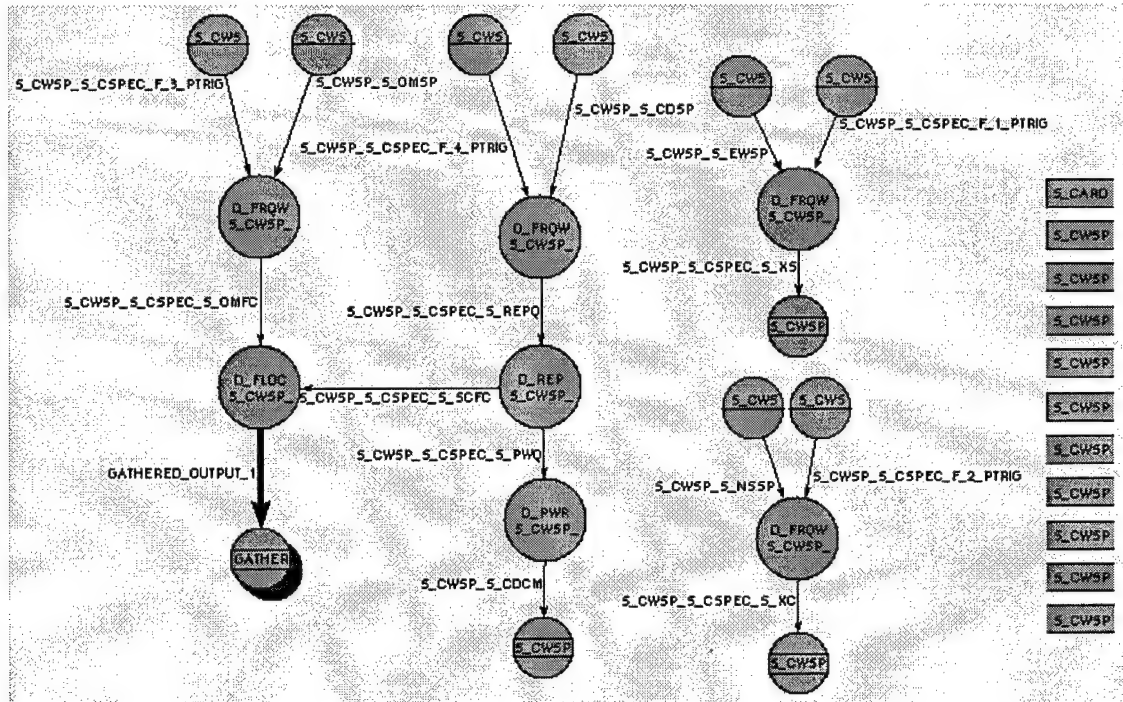 S_CWS
S_CWS
S_CWS
S_CWS
S_CWSP_S_CSPEC_F_3_PTRIG
S_CWSP_S_OMSP
S_CWSP_S_CSPEC_F_4_PTRIG
S_CWSP_S_CDSP
D_FRQW
S_CWSP_
D_FRQW
S_CWSP_
S_CWSP_S_CSPEC_S_OMFC
S_CWSP_S_CSPEC_S_REPQ
D_FLOC
S_CWSP_
D_REP
S_CWSP_
S_CWSP_S_CSPEC_S_SCFC
GATHERED_OUTPUT_1
GATHER
S_CWSP_S_CSPEC_S_PWQ
D_PWR
S_CWSP_
S_CWSP_S_CDCM
S_CWSP
S_CWS
S_CWS
S_CWSP_S_EWSP
S_CWSP_S_CSPEC_F_1_PTRIG
D_FRQW
S_CWSP_
S_CWSP_S_CSPEC_S_XS
S_CWSP
S_CWS
S_CWS
S_CWSP_S_NSSP
S_CWSP_S_CSPEC_F_2_PTRIG
D_FRQW
S_CWSP_
S_CWSP_S_CSPEC_S_XC
S_CWSP
S_CARD
S_CWSP
S_CWSP
S_CWSP
S_CWSP
S_CWSP
S_CWSP
S_CWSP
S_CWSP
S_CWSP
S_CWSP